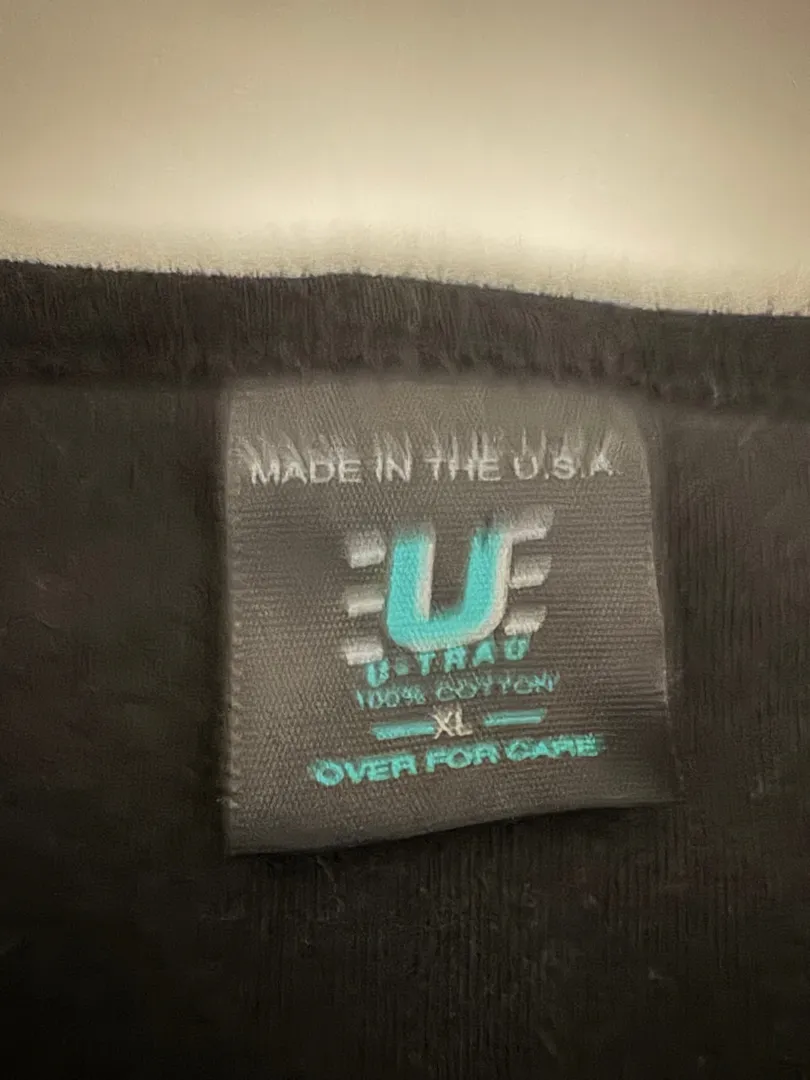 MADE IN THE U.S.A.
U
U-TRAU
100% COTTON
XL
OVER FOR CARE